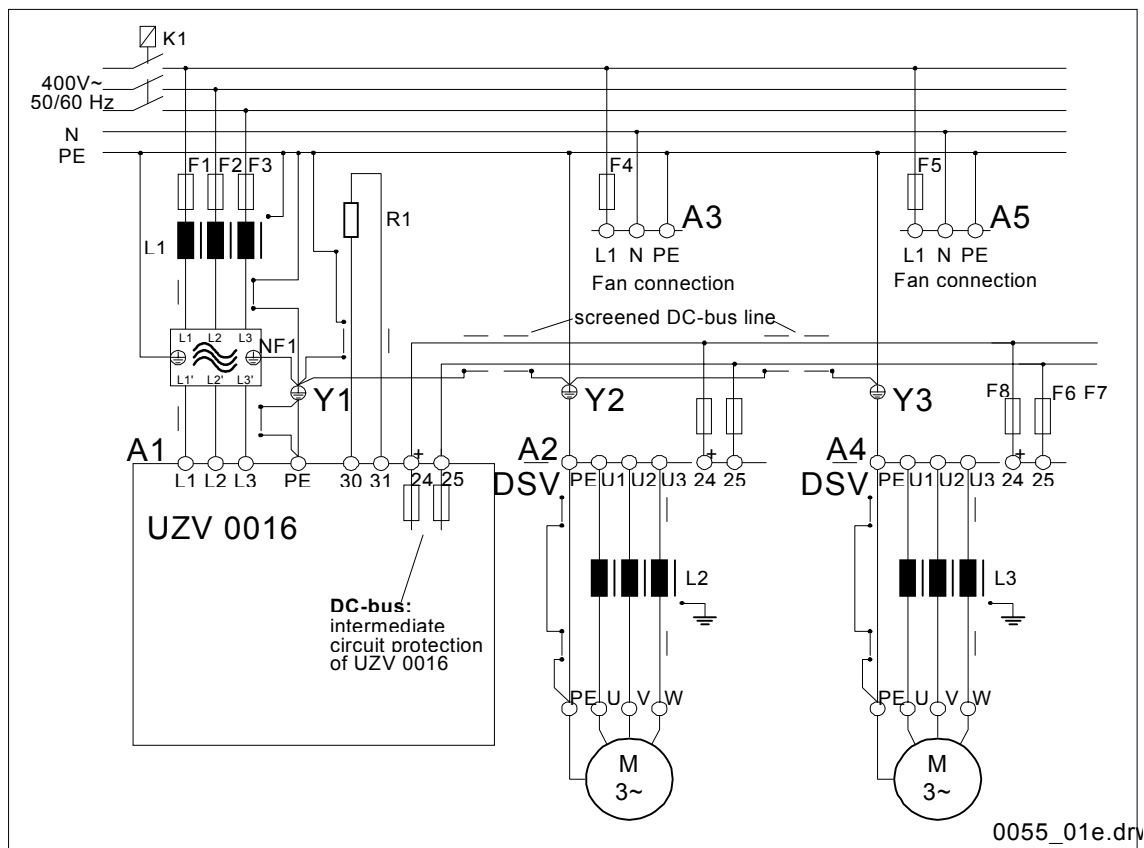 K1
400V~
50/60 Hz
N
PE
F1 F2 F3
F4
F5
R1
A3
A5
L1
L1 N PE
L1 N PE
Fan connection
Fan connection
screened DC-bus line
L1 L2 L3
NF1
L1' L2' L3'
Y1
Y2
Y3
F8
F6 F7
A1
A2
A4
+
+
+
L1 L2 L3 PE 30 31 24 25
DSV
PE U1 U2 U3 24 25
DSV
PE U1 U2 U3 24 25
UZV 0016
L2
L3
DC-bus:
intermediate
circuit protection
of UZV 0016
PE U V W
PE U V W
M
3~
M
3~
0055_01e.drw